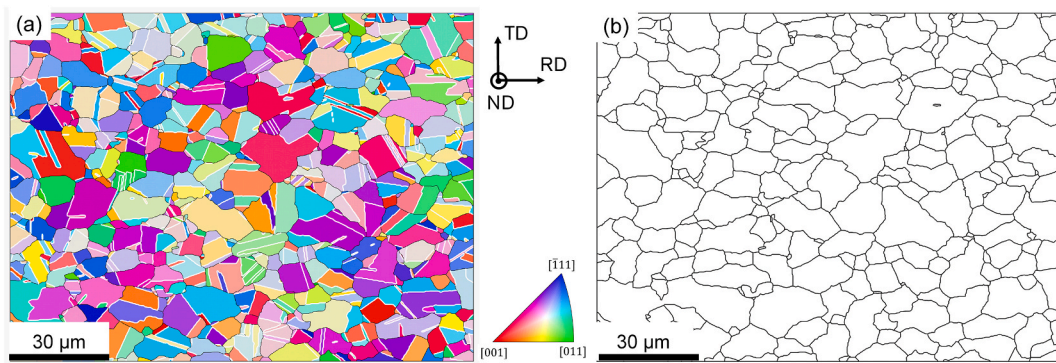 (a)
TD
RD
ND
[1̄11]
[001]
[011]
30 μm
(b)
30 μm